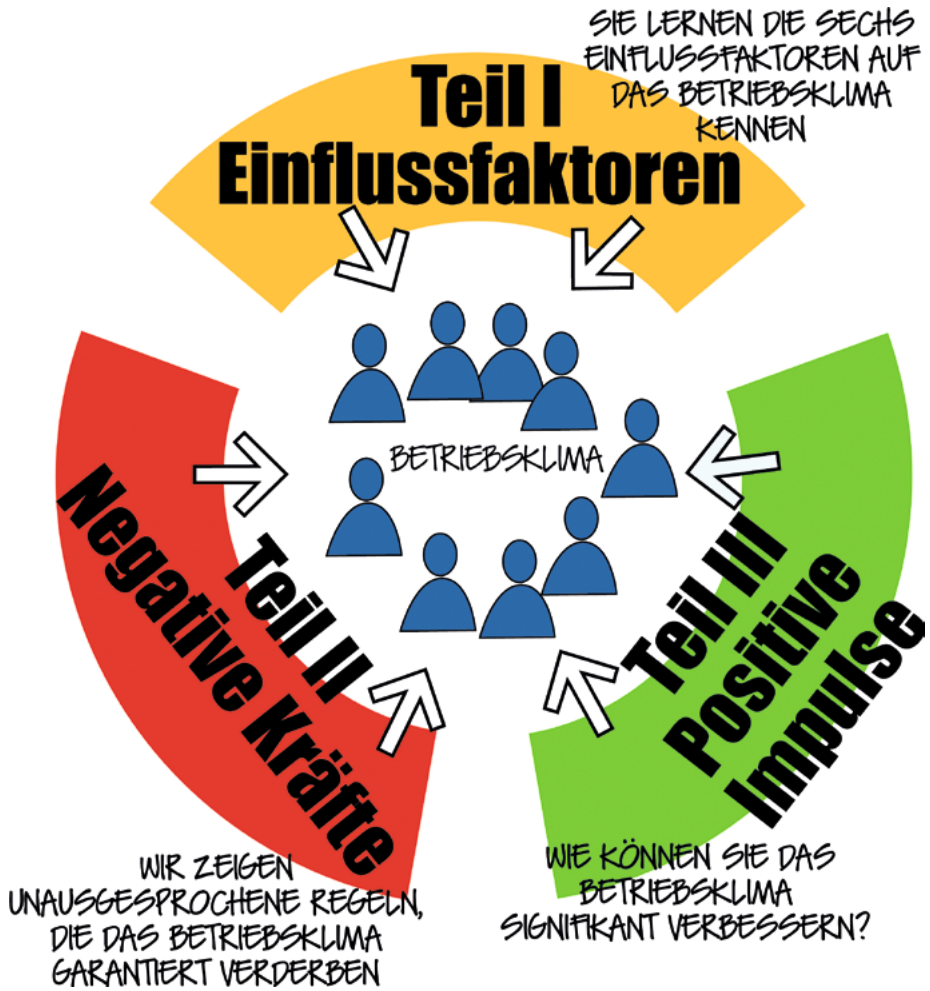 SIE LERNEN DIE SECHS
EINFLUSSFAKTOREN AUF
DAS BETRIEBSKLIMA
KENNEN
Teil I
Einflussfaktoren
BETRIEBSKLIMA
Teil II
Negative Kräfte
WIR ZEIGEN
UNAUSGESPROCHENE REGELN,
DIE DAS BETRIEBSKLIMA
GARANTIERT VERDERBEN
Teil III
Positive
Impulse
WIE KÖNNEN SIE DAS
BETRIEBSKLIMA
SIGNIFIKANT VERBESSERN?